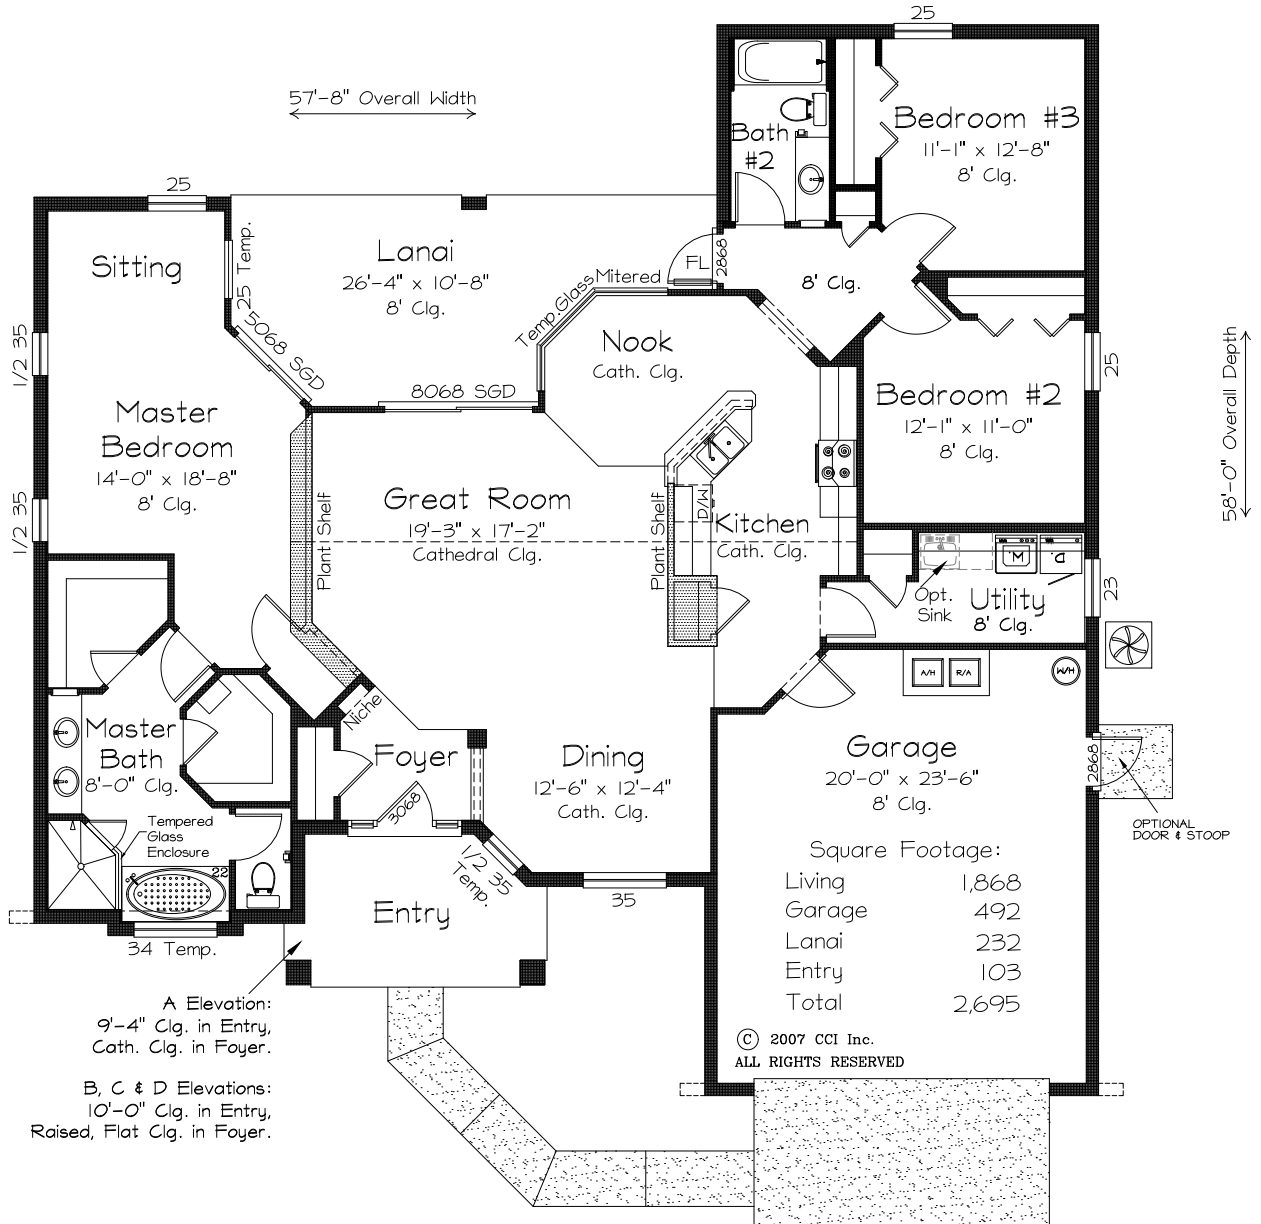 25
57'-8" Overall Width
Bath
#2
Bedroom #3
11'-1" x 12'-8"
8' Clg.
25
Sitting
25 Temp.
Lanai
26'-4" x 10'-8"
8' Clg.
FL
2868
8' Clg.
Mitered
Temp.Glass
1/2 35
5068 SGD
8068 SGD
Nook
Cath. Clg.
Bedroom #2
12'-1" x 11'-0"
8' Clg.
25
58'-0" Overall Depth
Master
Bedroom
14'-0" x 18'-8"
8' Clg.
1/2 35
Plant Shelf
Great Room
19'-3" x 17'-2"
Cathedral Clg.
Plant Shelf
D/W
Kitchen
Cath. Clg.
Opt.
Sink
W
D
Utility
8' Clg.
23
A/H
R/A
W/H
Niche
Master
Bath
8'-0" Clg.
Foyer
3068
Dining
12'-6" x 12'-4"
Cath. Clg.
Garage
20'-0" x 23'-6"
8' Clg.
2868
OPTIONAL
DOOR & STOOP
Tempered
Glass
Enclosure
22
1/2 35
Temp.
35
Entry
34 Temp.
Square Footage:
Living 1,868
Garage 492
Lanai 232
Entry 103
Total 2,695
© 2007 CCI Inc.
ALL RIGHTS RESERVED
A Elevation:
9'-4" Clg. in Entry,
Cath. Clg. in Foyer.
B, C & D Elevations:
10'-0" Clg. in Entry,
Raised, Flat Clg. in Foyer.